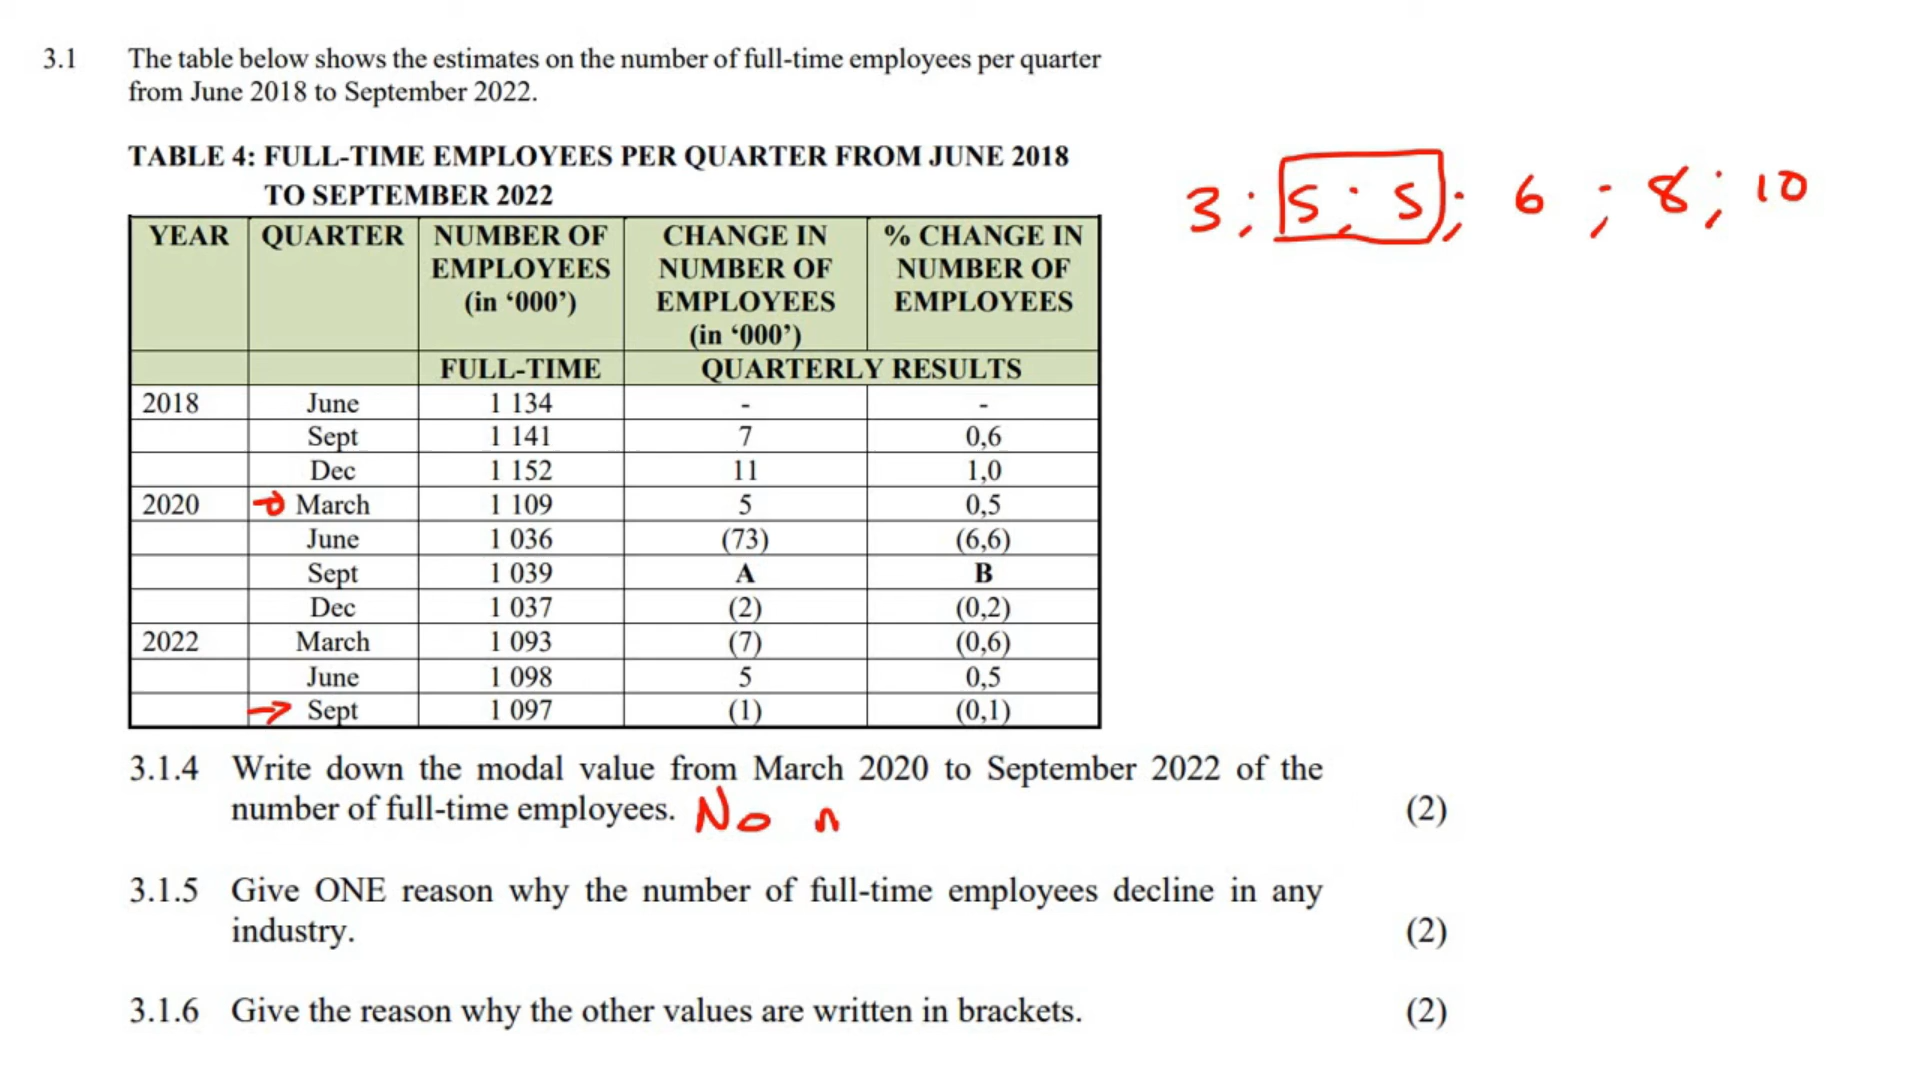 3.1 The table below shows the estimates on the number of full-time employees per quarter
from June 2018 to September 2022.
TABLE 4: FULL-TIME EMPLOYEES PER QUARTER FROM JUNE 2018
TO SEPTEMBER 2022
3 ; 5 ; 5 ; 6 ; 8 ; 10
YEAR QUARTER NUMBER OF EMPLOYEES (in ‘000’) CHANGE IN NUMBER OF EMPLOYEES (in ‘000’) % CHANGE IN NUMBER OF EMPLOYEES
FULL-TIME QUARTERLY RESULTS
2018 June 1 134 - -
Sept 1 141 7 0,6
Dec 1 152 11 1,0
2020 March 1 109 5 0,5
June 1 036 (73) (6,6)
Sept 1 039 A B
Dec 1 037 (2) (0,2)
2022 March 1 093 (7) (0,6)
June 1 098 5 0,5
Sept 1 097 (1) (0,1)
3.1.4 Write down the modal value from March 2020 to September 2022 of the
number of full-time employees. No m (2)
3.1.5 Give ONE reason why the number of full-time employees decline in any
industry. (2)
3.1.6 Give the reason why the other values are written in brackets. (2)